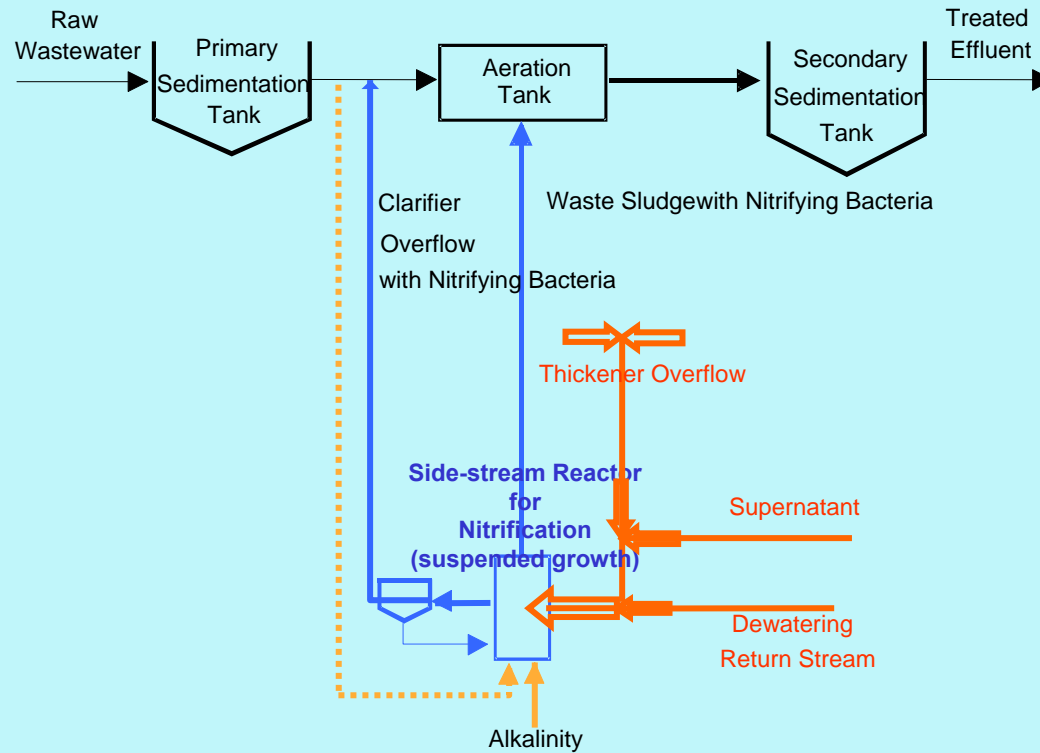 Raw
Wastewater
Primary
Sedimentation
Tank
Aeration
Tank
Secondary
Sedimentation
Tank
Treated
Effluent
Clarifier
Overflow
with Nitrifying Bacteria
Waste Sludgewith Nitrifying Bacteria
Thickener Overflow
Side-stream Reactor
for
Nitrification
(suspended growth)
Supernatant
Dewatering
Return Stream
Alkalinity